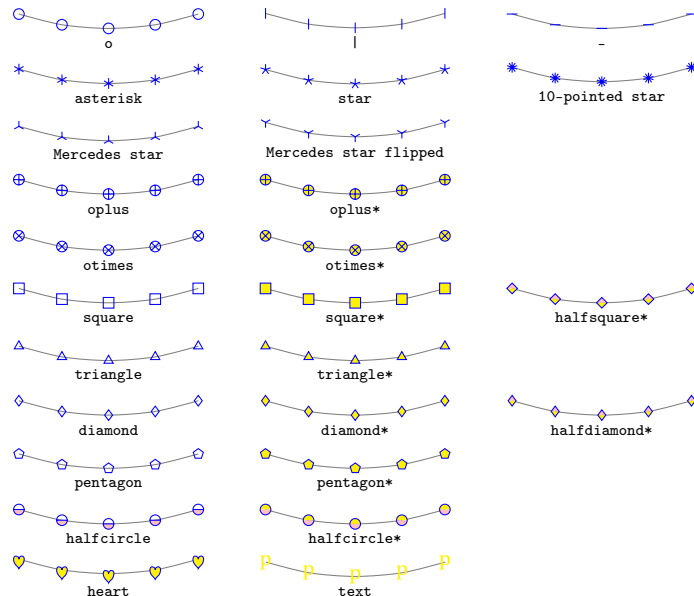 o | -
asterisk star 10-pointed star
Mercedes star Mercedes star flipped
oplus oplus*
otimes otimes*
square square* halfsquare*
triangle triangle*
diamond diamond* halfdiamond*
pentagon pentagon*
halfcircle halfcircle*
p p p p p
heart text